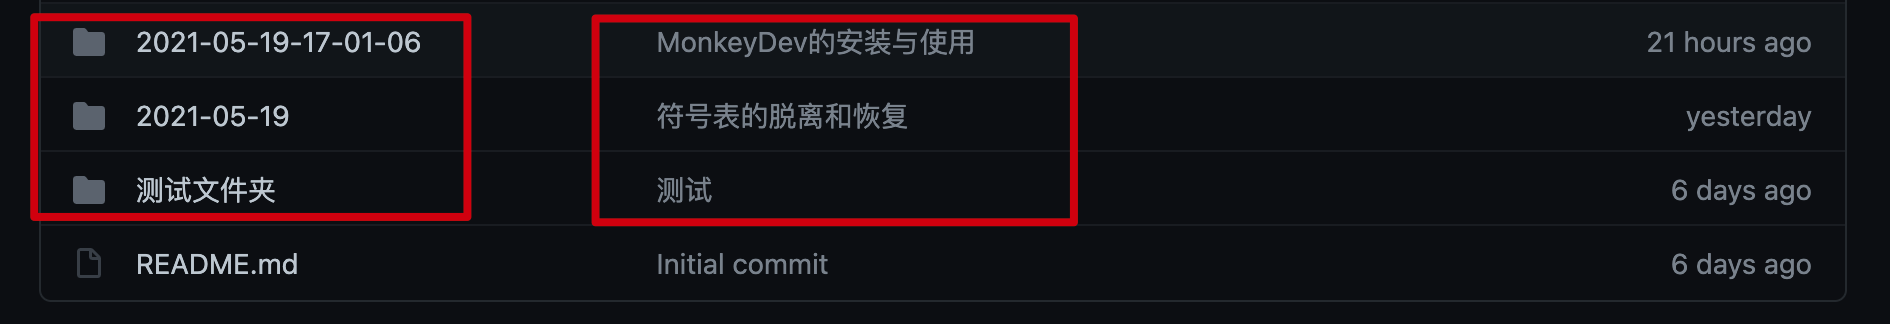 2021-05-19-17-01-06 MonkeyDev的安装与使用 21 hours ago
2021-05-19 符号表的脱离和恢复 yesterday
测试文件夹 测试 6 days ago
README.md Initial commit 6 days ago